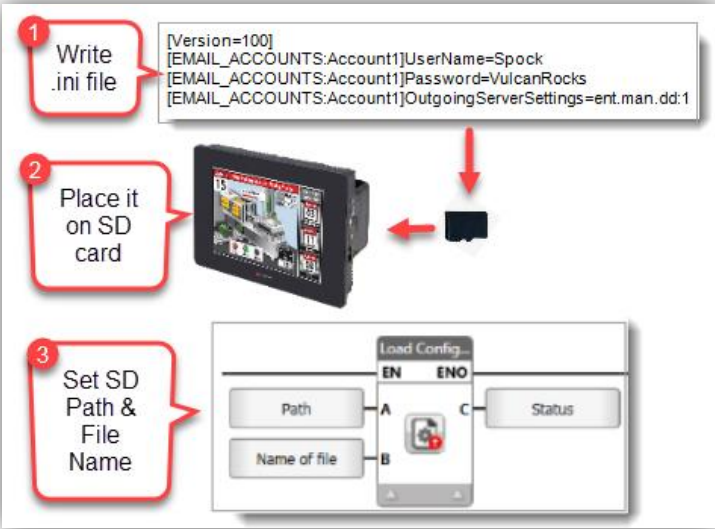 1
Write
.ini file
[Version=100]
[EMAIL_ACCOUNTS:Account1]UserName=Spock
[EMAIL_ACCOUNTS:Account1]Password=VulcanRocks
[EMAIL_ACCOUNTS:Account1]OutgoingServerSettings=ent.man.dd:1
2
Place it
on SD
card
15
3
Set SD
Path &
File
Name
Load Config...
EN ENO
Path A C Status
Name of file B